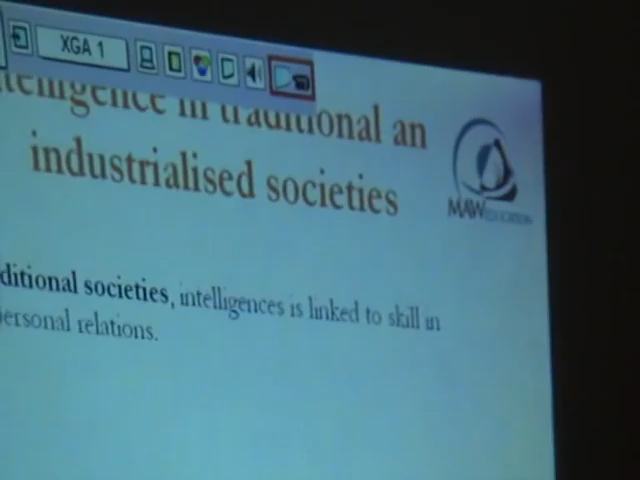 XGA 1
telligence in traditional an
industrialised societies
MAW EDUCATION
ditional societies, intelligences is linked to skill in
ersonal relations.